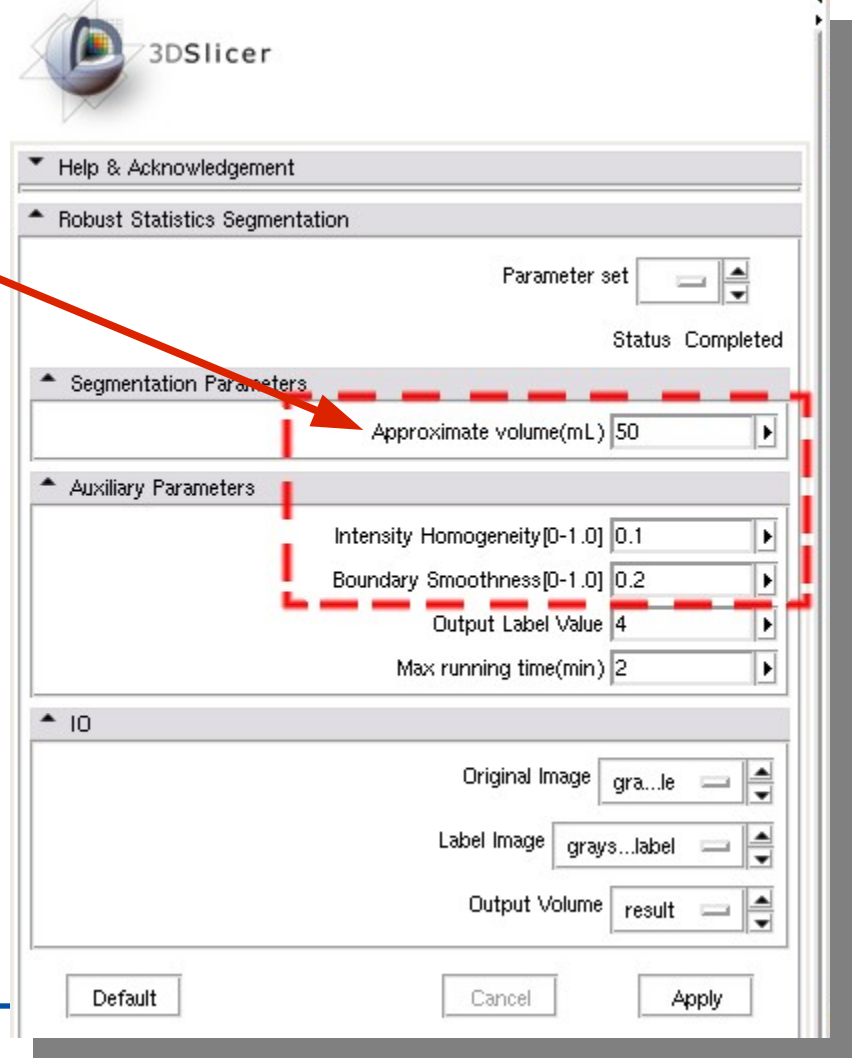 3DSlicer
Help & Acknowledgement
Robust Statistics Segmentation
Parameter set
Status Completed
Segmentation Parameters
Approximate volume(mL) 50
Auxiliary Parameters
Intensity Homogeneity[0-1.0] 0.1
Boundary Smoothness[0-1.0] 0.2
Output Label Value 4
Max running time(min) 2
IO
Original Image gra...le
Label Image grays...label
Output Volume result
Default Cancel Apply